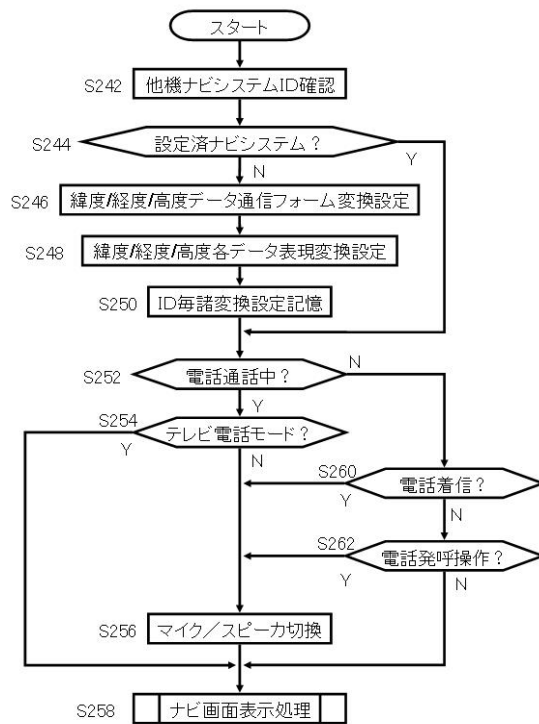 スタート
S242 他機ナビシステムID確認
S244 設定済ナビシステム?
Y
N
S246 緯度/経度/高度データ通信フォーム変換設定
S248 緯度/経度/高度各データ表現変換設定
S250 ID毎諸変換設定記憶
S252 電話通話中?
N
Y
S254 テレビ電話モード?
Y
N
S260 電話着信?
Y
N
S262 電話発呼操作?
Y
N
S256 マイク/スピーカ切換
S258 ナビ画面表示処理